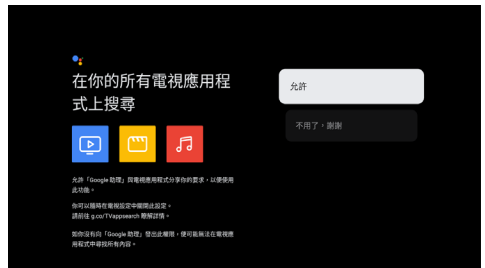 在你的所有電視應用程
式上搜尋
允許「Google 助理」與電視應用程式分享你的要求，以便使用
此功能。
你可以隨時在電視設定中關閉此設定。
請前往 g.co/TVappsearch 瞭解詳情。
如你沒有向「Google 助理」發出此權限，便可能無法在電視應
用程式中尋找所有內容。
允許
不用了，謝謝